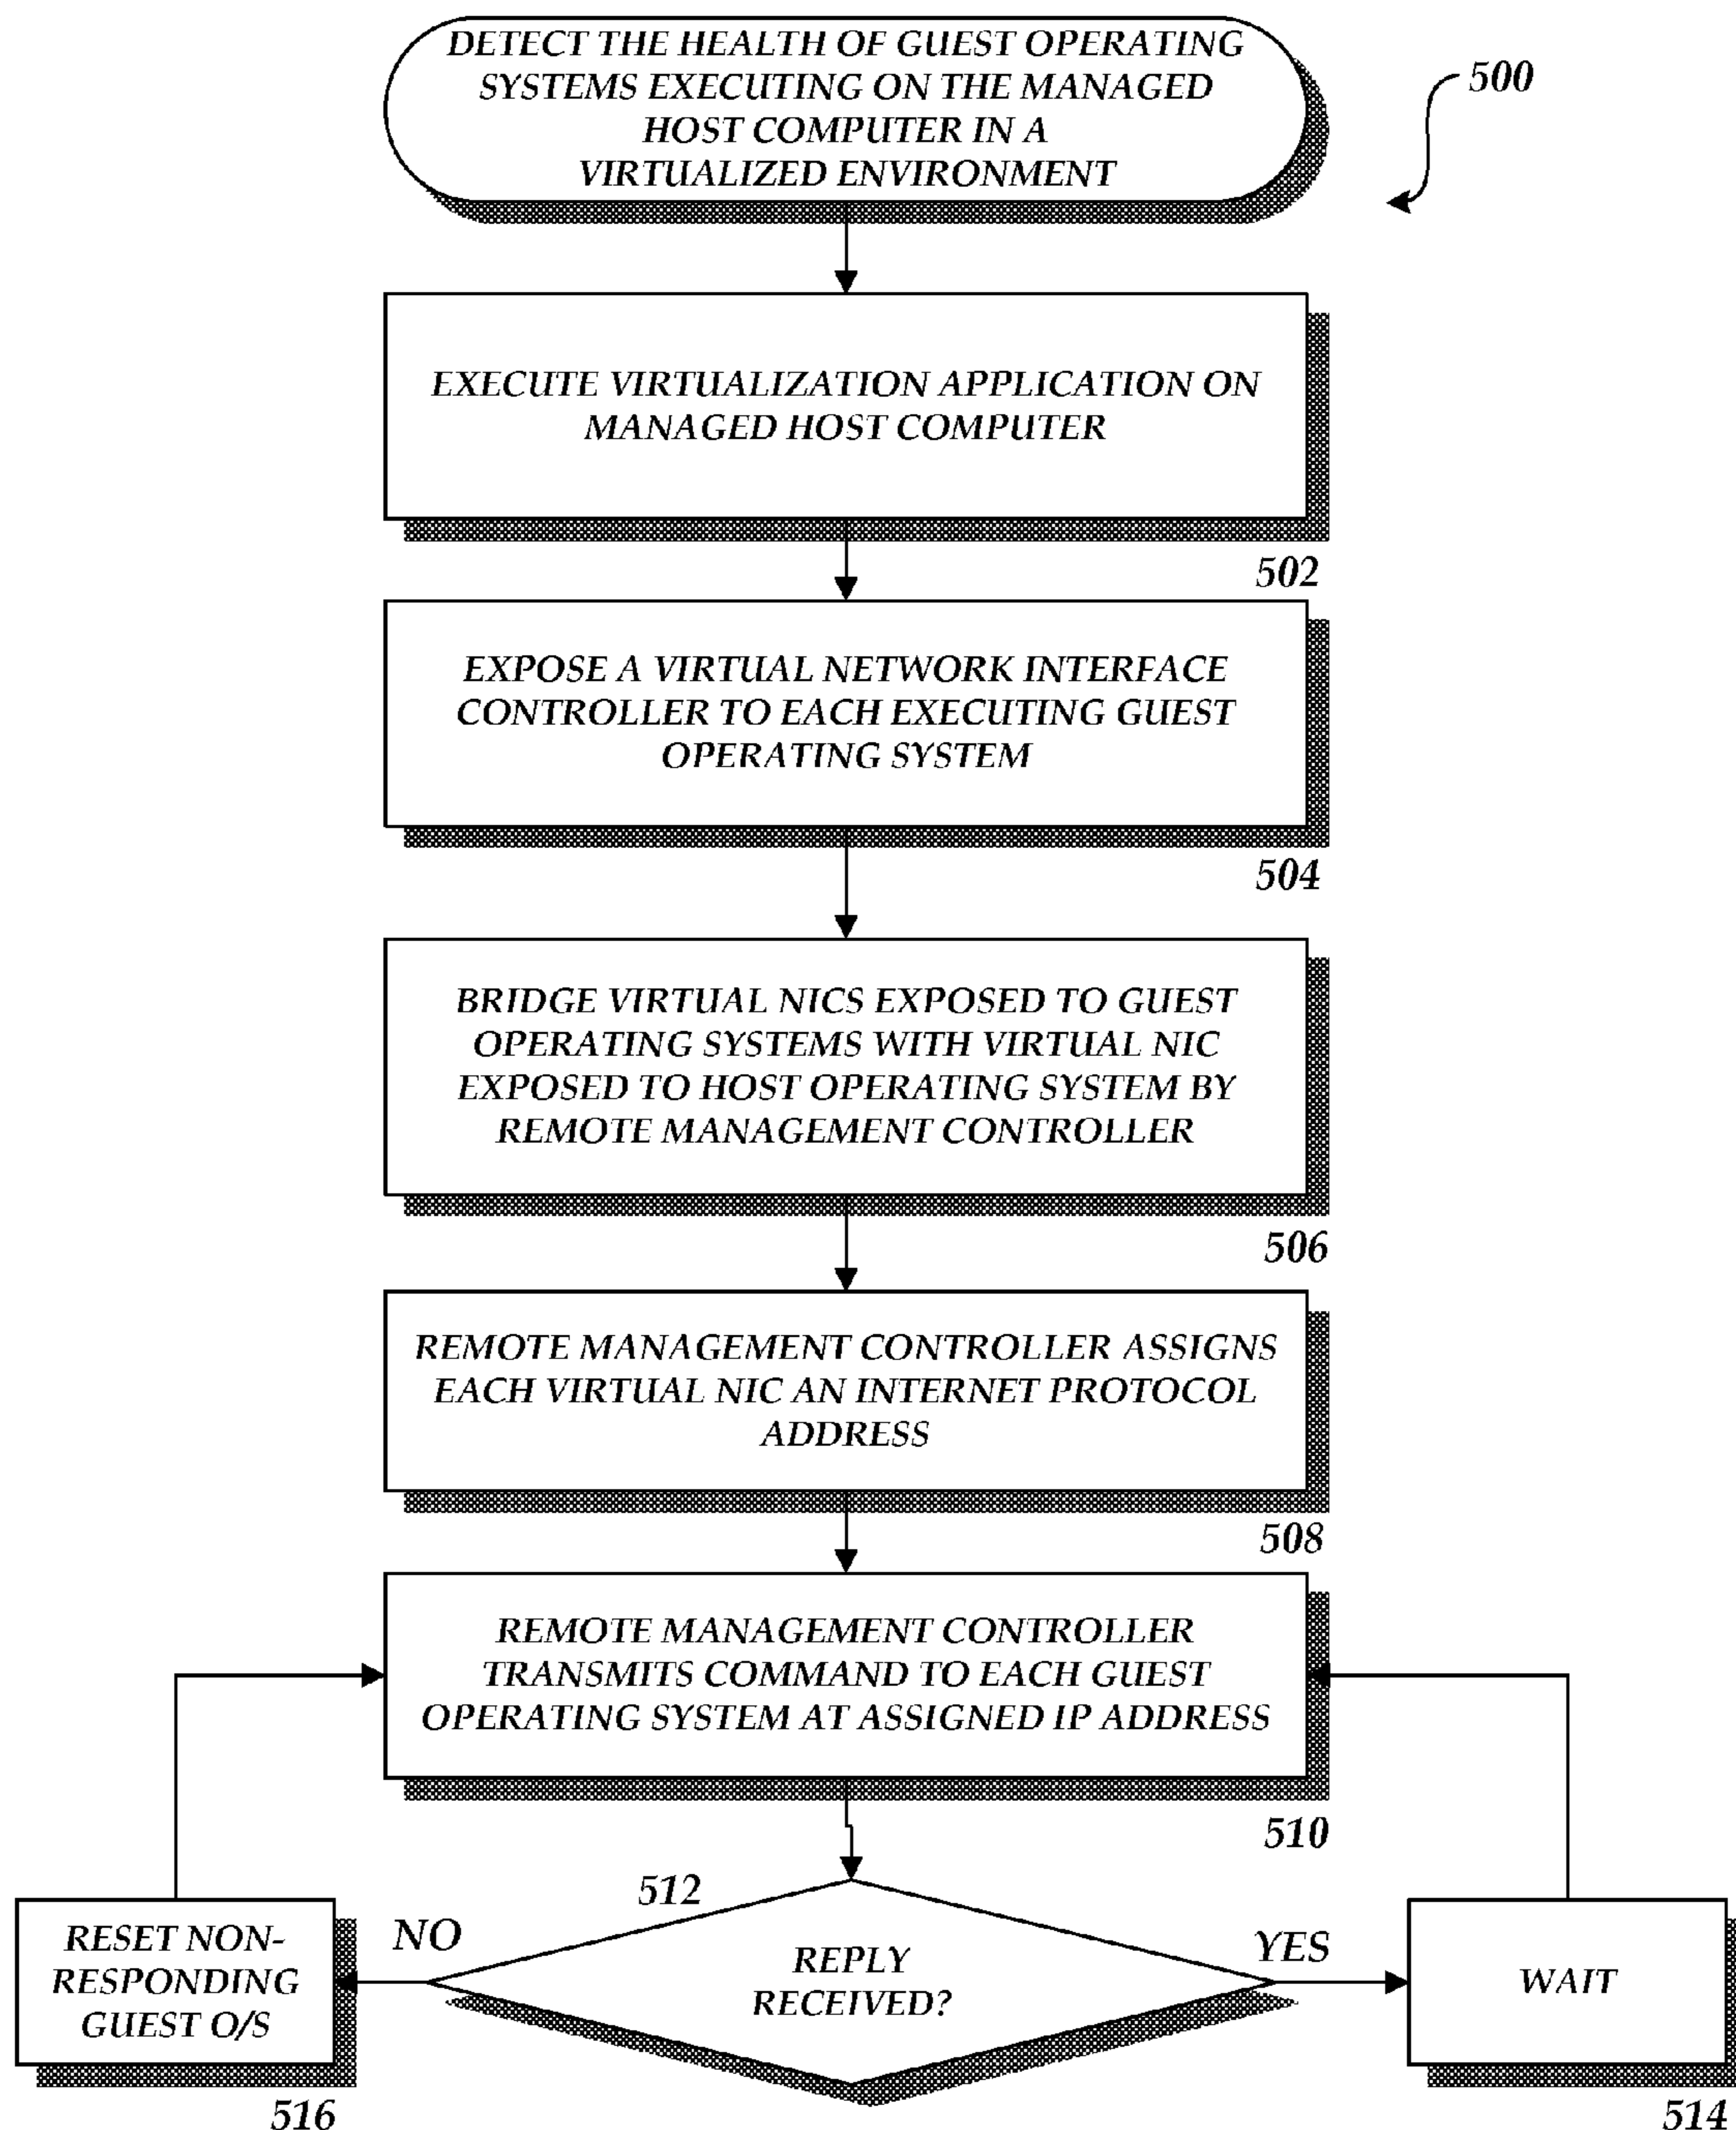 DETECT THE HEALTH OF GUEST OPERATING
SYSTEMS EXECUTING ON THE MANAGED
HOST COMPUTER IN A
VIRTUALIZED ENVIRONMENT
500
EXECUTE VIRTUALIZATION APPLICATION ON
MANAGED HOST COMPUTER
502
EXPOSE A VIRTUAL NETWORK INTERFACE
CONTROLLER TO EACH EXECUTING GUEST
OPERATING SYSTEM
504
BRIDGE VIRTUAL NICS EXPOSED TO GUEST
OPERATING SYSTEMS WITH VIRTUAL NIC
EXPOSED TO HOST OPERATING SYSTEM BY
REMOTE MANAGEMENT CONTROLLER
506
REMOTE MANAGEMENT CONTROLLER ASSIGNS
EACH VIRTUAL NIC AN INTERNET PROTOCOL
ADDRESS
508
REMOTE MANAGEMENT CONTROLLER
TRANSMITS COMMAND TO EACH GUEST
OPERATING SYSTEM AT ASSIGNED IP ADDRESS
510
512
REPLY
RECEIVED?
NO
RESET NON-
RESPONDING
GUEST O/S
516
YES
WAIT
514